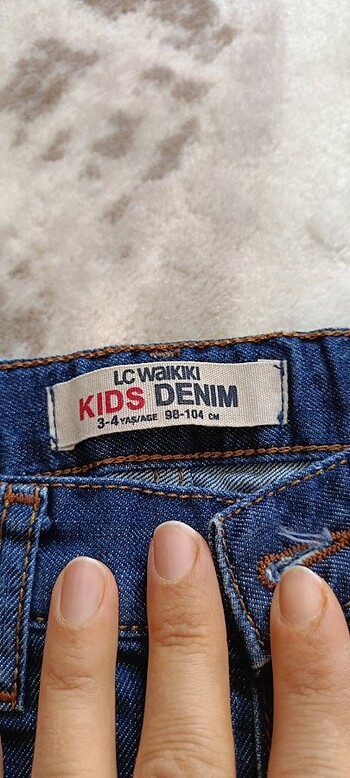 LC WAIKIKI
KIDS DENIM
3-4 YAŞ/AGE 98-104 CM